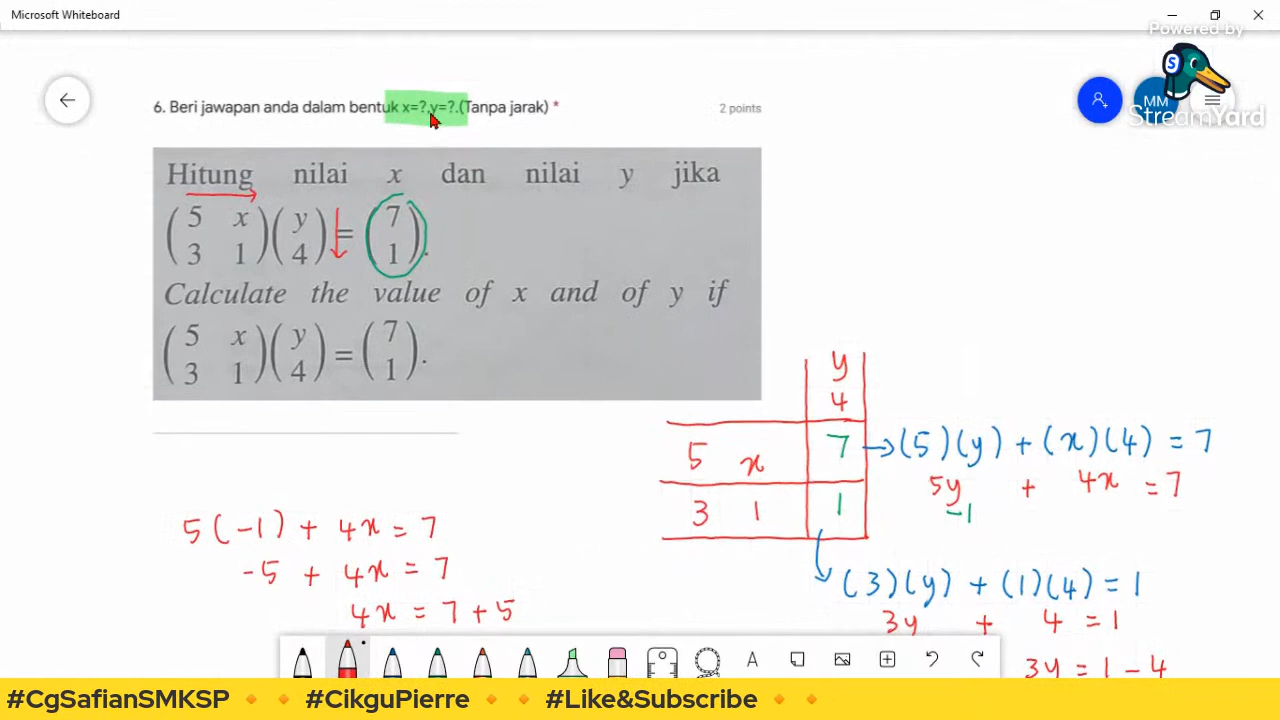 Microsoft Whiteboard
Powered by
StreamYard
MM
6. Beri jawapan anda dalam bentuk x=?,y=?.(Tanpa jarak) *
2 points
Hitung nilai x dan nilai y jika
(5 x) (y) = (7)
(3 1) (4) (1).
Calculate the value of x and of y if
(5 x) (y) = (7)
(3 1) (4) (1).
y
4
5 x 7 → (5)(y) + (x)(4) = 7
5y + 4x = 7
-1
3 1 1
(3)(y) + (1)(4) = 1
3y + 4 = 1
3y = 1 - 4
5(-1) + 4x = 7
-5 + 4x = 7
4x = 7 + 5
A
#CgSafianSMKSP 🔸 #CikguPierre 🔸 #Like&Subscribe 🔸 🔸